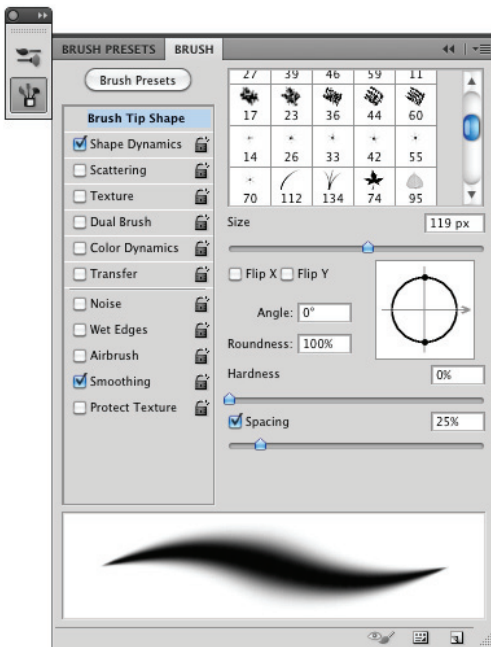 BRUSH PRESETS BRUSH
Brush Presets
Brush Tip Shape
Shape Dynamics
Scattering
Texture
Dual Brush
Color Dynamics
Transfer
Noise
Wet Edges
Airbrush
Smoothing
Protect Texture
27 39 46 59 11
17 23 36 44 60
14 26 33 42 55
70 112 134 74 95
Size 119 px
Flip X Flip Y
Angle: 0°
Roundness: 100%
Hardness 0%
Spacing 25%